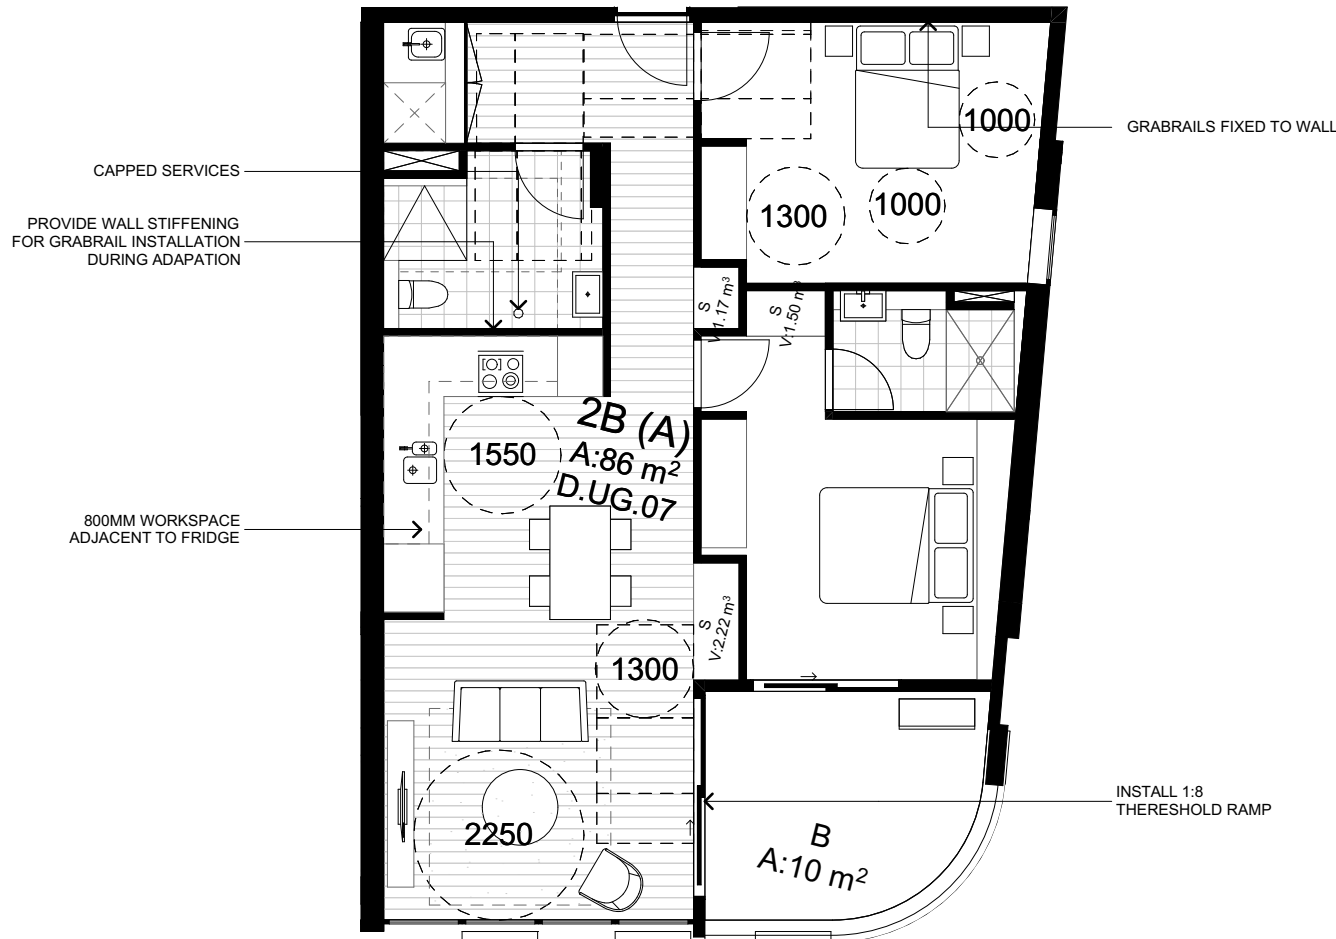 GRABRAILS FIXED TO WALL
1000
CAPPED SERVICES
1300
1000
PROVIDE WALL STIFFENING
FOR GRABRAIL INSTALLATION
DURING ADAPATION
S
V:1.17 m³
S
V:1.50 m³
2B (A)
A:86 m²
D.UG.07
1550
800MM WORKSPACE
ADJACENT TO FRIDGE
S
V:2.22 m³
1300
INSTALL 1:8
THERESHOLD RAMP
2250
B
A:10 m²